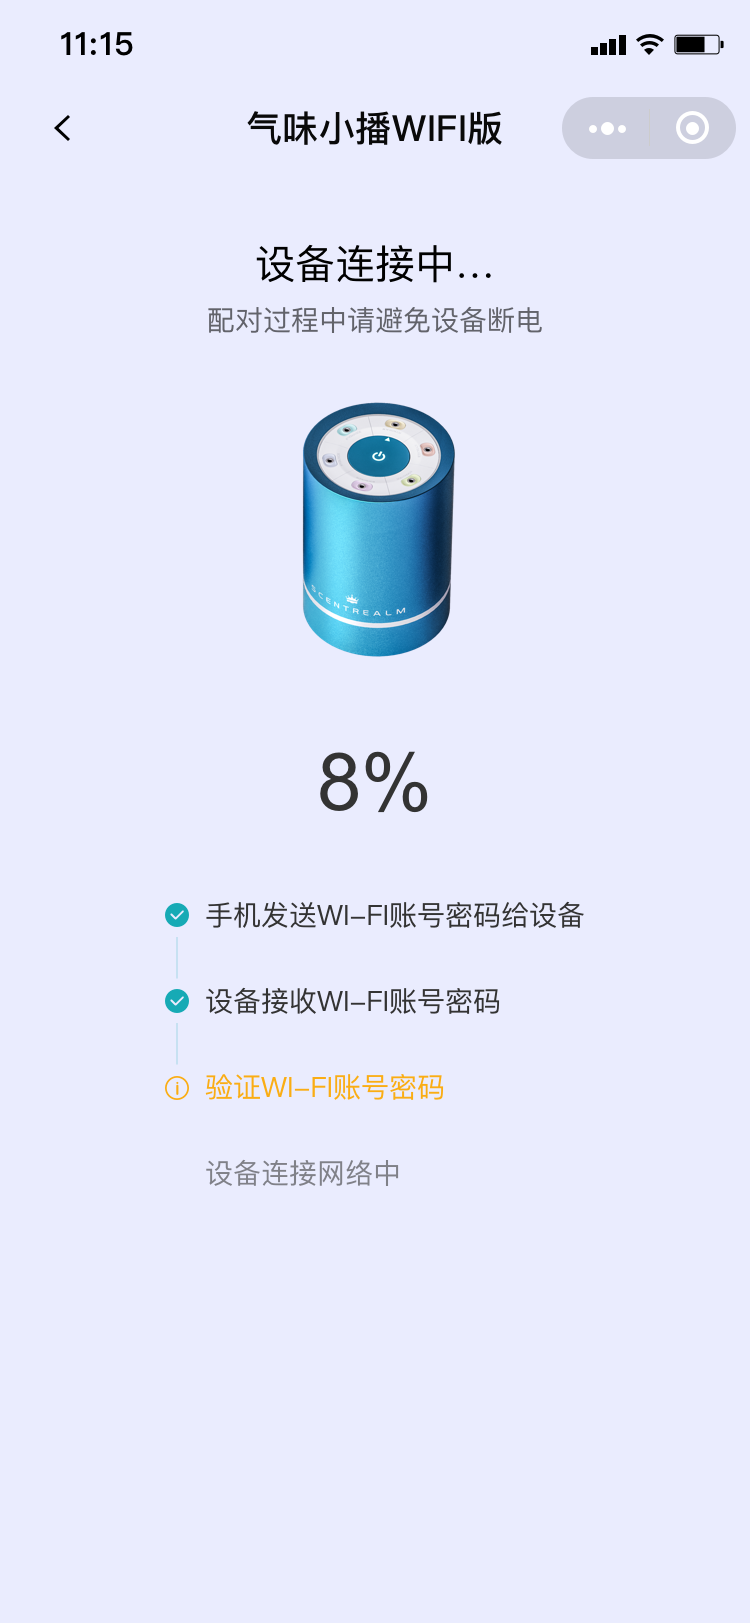 11:15
气味小播WIFI版
设备连接中...
配对过程中请避免设备断电
SCENTREALM
8%
手机发送WI-FI账号密码给设备
设备接收WI-FI账号密码
验证WI-FI账号密码
设备连接网络中